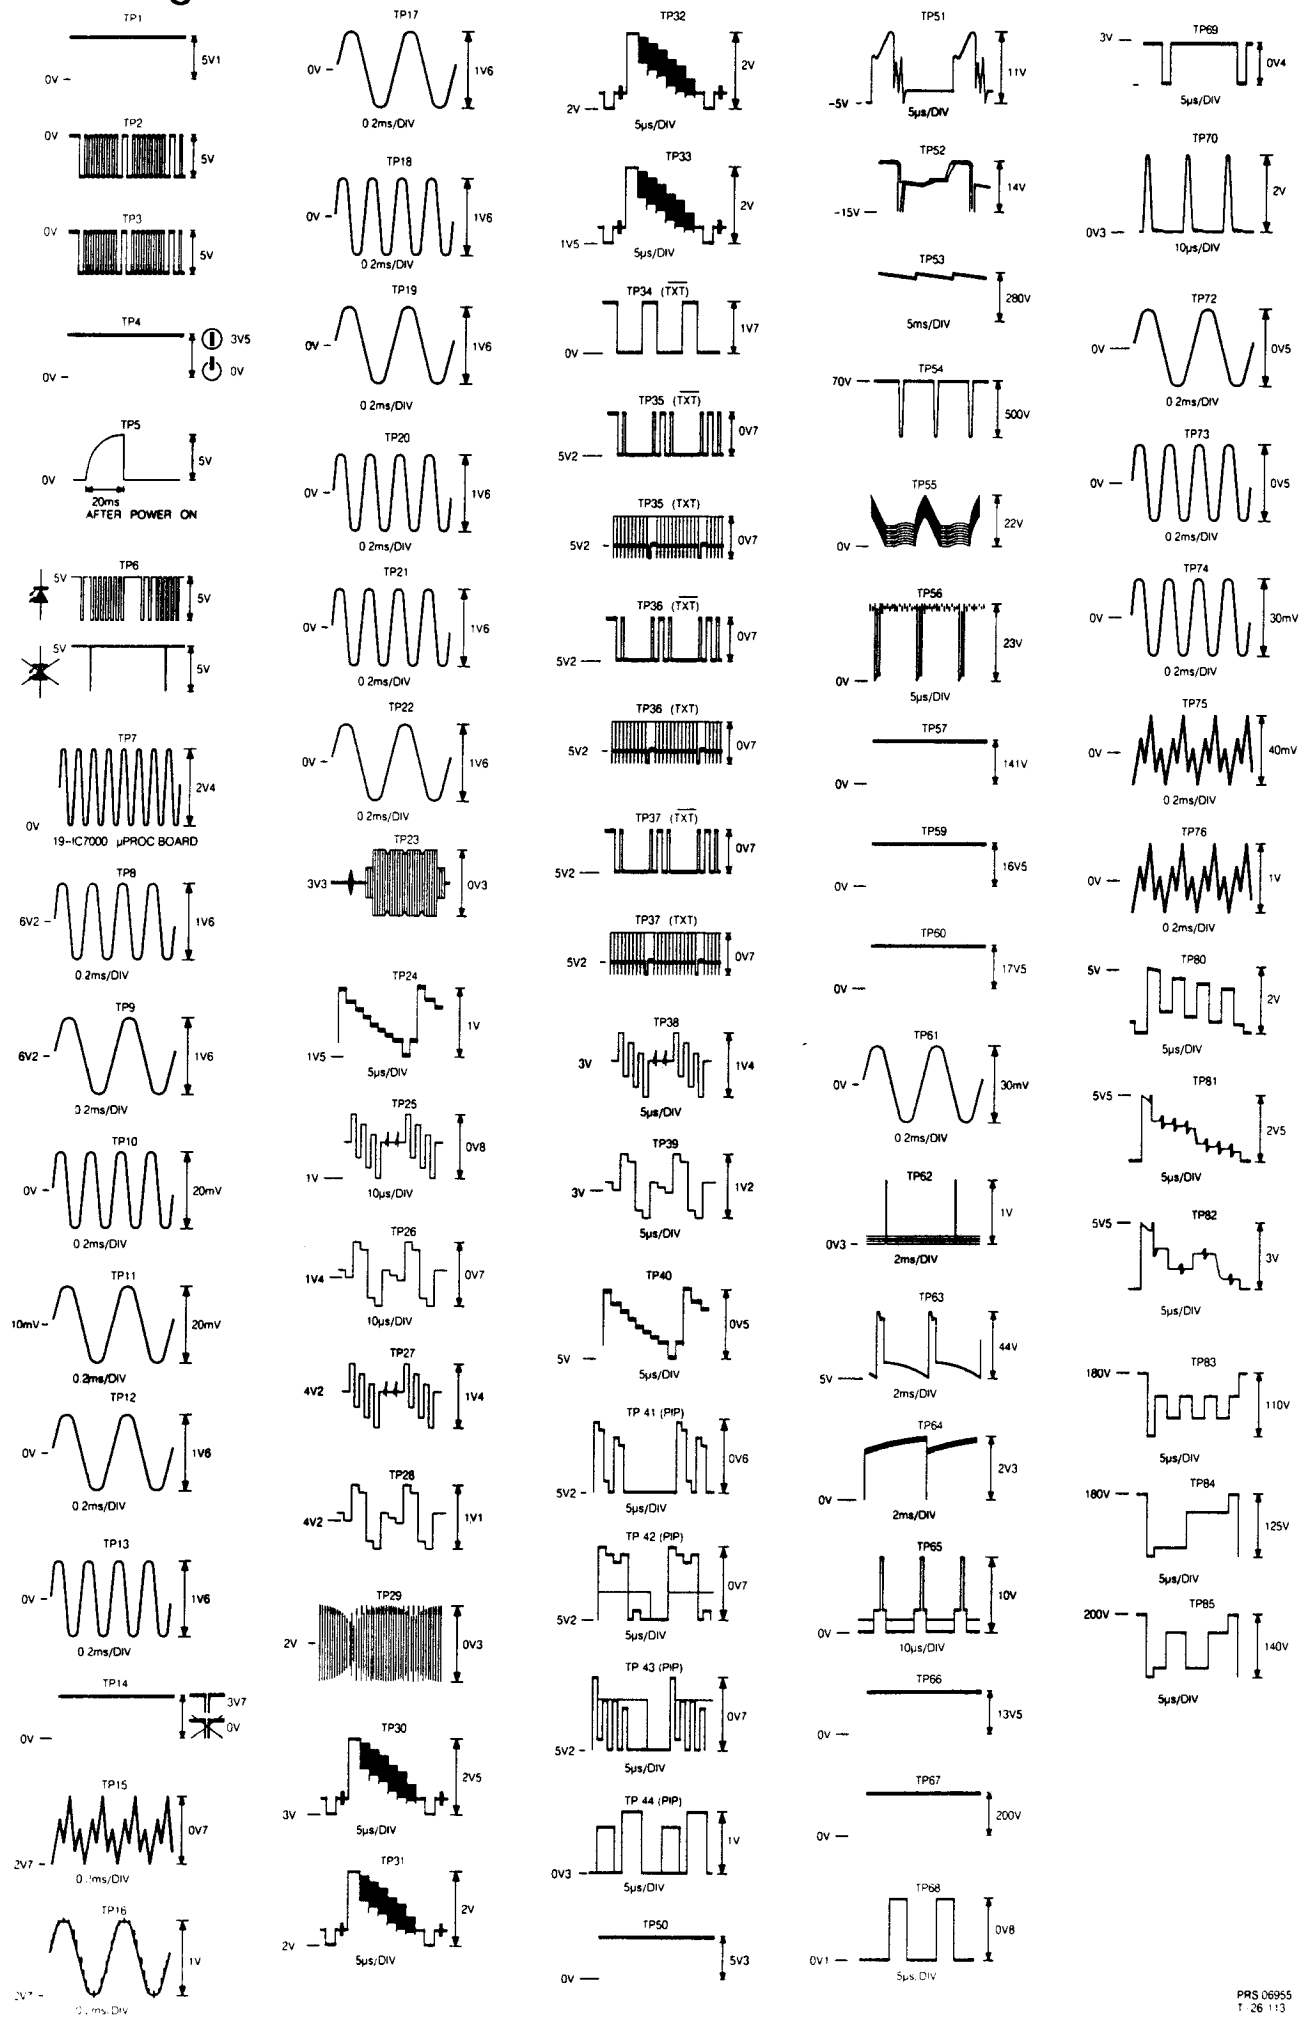 TP1
5V1
0V
TP2
0V
5V
TP3
0V
5V
TP4
3V5
0V
0V
TP5
5V
0V
20ms
AFTER POWER ON
TP6
5V
5V
5V
5V
TP7
2V4
0V
19-IC7000 µPROC BOARD
TP8
6V2
1V6
0.2ms/DIV
TP9
6V2
1V6
0.2ms/DIV
TP10
0V
20mV
0.2ms/DIV
TP11
10mV
20mV
0.2ms/DIV
TP12
0V
1V6
0.2ms/DIV
TP13
0V
1V6
0.2ms/DIV
TP14
3V7
0V
0V
TP15
0V7
2V7
ms/DIV
TP16
1V
ms/DIV
TP17
0V
1V6
0.2ms/DIV
TP18
0V
1V6
0.2ms/DIV
TP19
0V
1V6
0.2ms/DIV
TP20
0V
1V6
0.2ms/DIV
TP21
0V
1V6
0.2ms/DIV
TP22
0V
1V6
0.2ms/DIV
TP23
3V3
0V3
TP24
1V
1V5
5µs/DIV
TP25
0V8
1V
10µs/DIV
TP26
1V4
0V7
10µs/DIV
TP27
4V2
1V4
TP28
4V2
1V1
TP29
2V
0V3
TP30
2V5
3V
5µs/DIV
TP31
2V
2V
5µs/DIV
TP32
2V
2V
5µs/DIV
TP33
2V
1V5
5µs/DIV
TP34 (TXT)
1V7
0V
TP35 (TXT)
0V7
5V2
TP35 (TXT)
0V7
5V2
TP36 (TXT)
0V7
5V2
TP36 (TXT)
0V7
5V2
TP37 (TXT)
0V7
5V2
TP37 (TXT)
0V7
5V2
TP38
3V
1V4
5µs/DIV
TP39
3V
1V2
5µs/DIV
TP40
0V5
5V
5µs/DIV
TP 41 (PIP)
0V6
5V2
5µs/DIV
TP 42 (PIP)
0V7
5V2
5µs/DIV
TP 43 (PIP)
0V7
5V2
5µs/DIV
TP 44 (PIP)
1V
0V3
5µs/DIV
TP50
5V3
0V
TP51
11V
-5V
5µs/DIV
TP52
14V
-15V
TP53
280V
5ms/DIV
TP54
70V
500V
TP55
22V
0V
TP56
23V
0V
5µs/DIV
TP57
141V
0V
TP59
16V5
0V
TP60
17V5
0V
TP61
0V
30mV
0.2ms/DIV
TP62
1V
0V3
2ms/DIV
TP63
44V
5V
2ms/DIV
TP64
2V3
0V
2ms/DIV
TP65
10V
0V
10µs/DIV
TP66
13V5
0V
TP67
200V
0V
TP68
0V8
0V1
5µs/DIV
TP69
3V
0V4
5µs/DIV
TP70
2V
0V3
10µs/DIV
TP72
0V
0V5
0.2ms/DIV
TP73
0V
0V5
0.2ms/DIV
TP74
0V
30mV
0.2ms/DIV
TP75
0V
40mV
0.2ms/DIV
TP76
0V
1V
0.2ms/DIV
TP80
5V
2V
5µs/DIV
TP81
5V5
2V5
5µs/DIV
TP82
5V5
3V
5µs/DIV
TP83
180V
110V
5µs/DIV
TP84
180V
125V
5µs/DIV
TP85
200V
140V
5µs/DIV
PRS 06955